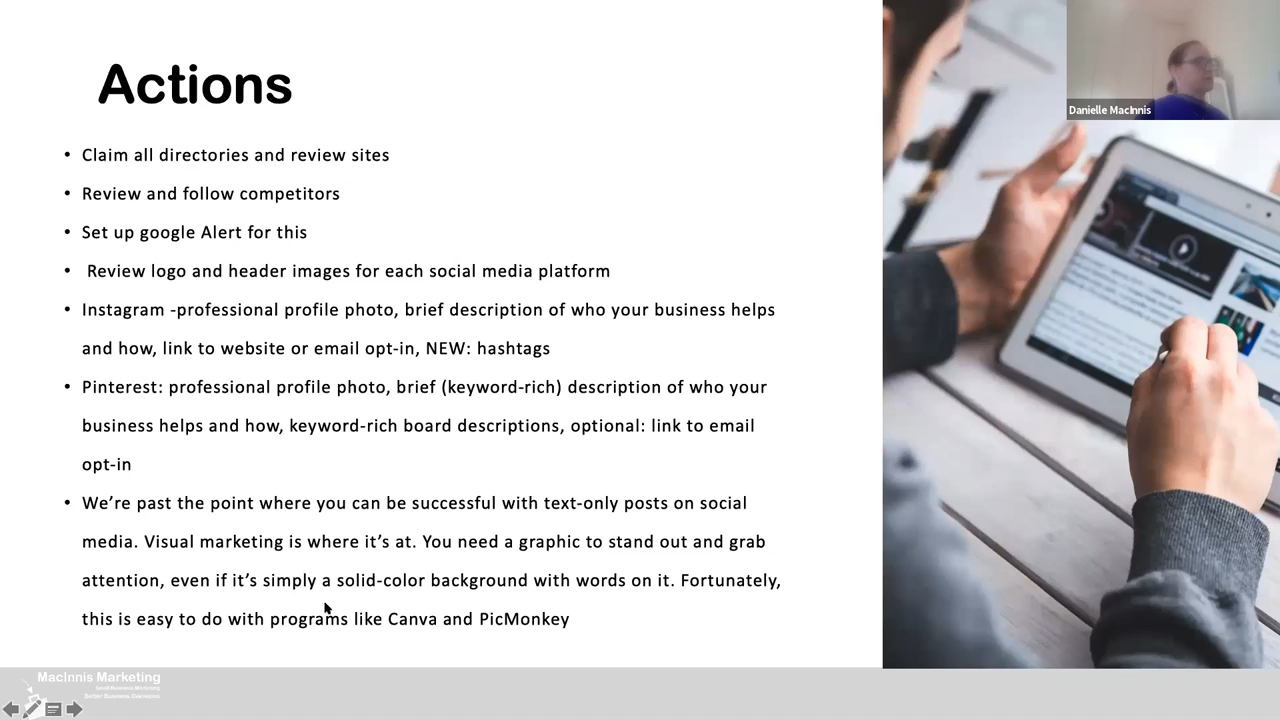 Actions
Danielle MacInnis
• Claim all directories and review sites
• Review and follow competitors
• Set up google Alert for this
• Review logo and header images for each social media platform
• Instagram -professional profile photo, brief description of who your business helps
and how, link to website or email opt-in, NEW: hashtags
• Pinterest: professional profile photo, brief (keyword-rich) description of who your
business helps and how, keyword-rich board descriptions, optional: link to email
opt-in
• We’re past the point where you can be successful with text-only posts on social
media. Visual marketing is where it’s at. You need a graphic to stand out and grab
attention, even if it’s simply a solid-color background with words on it. Fortunately,
this is easy to do with programs like Canva and PicMonkey
MacInnis Marketing
Small Business Marketing
Better Business Decisions